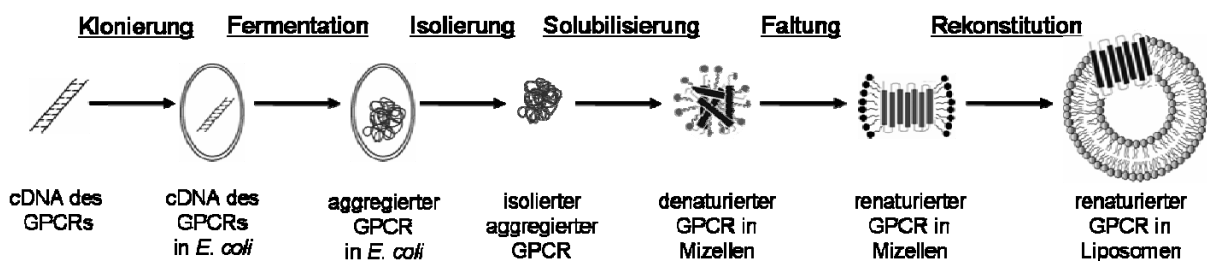 Klonierung Fermentation Isolierung Solubilisierung Faltung Rekonstitution
cDNA des
GPCRs
cDNA des
GPCRs
in E. coli
aggregierter
GPCR
in E. coli
isolierter
aggregierter
GPCR
denaturierter
GPCR in
Mizellen
renaturierter
GPCR in
Mizellen
renaturierter
GPCR in
Liposomen